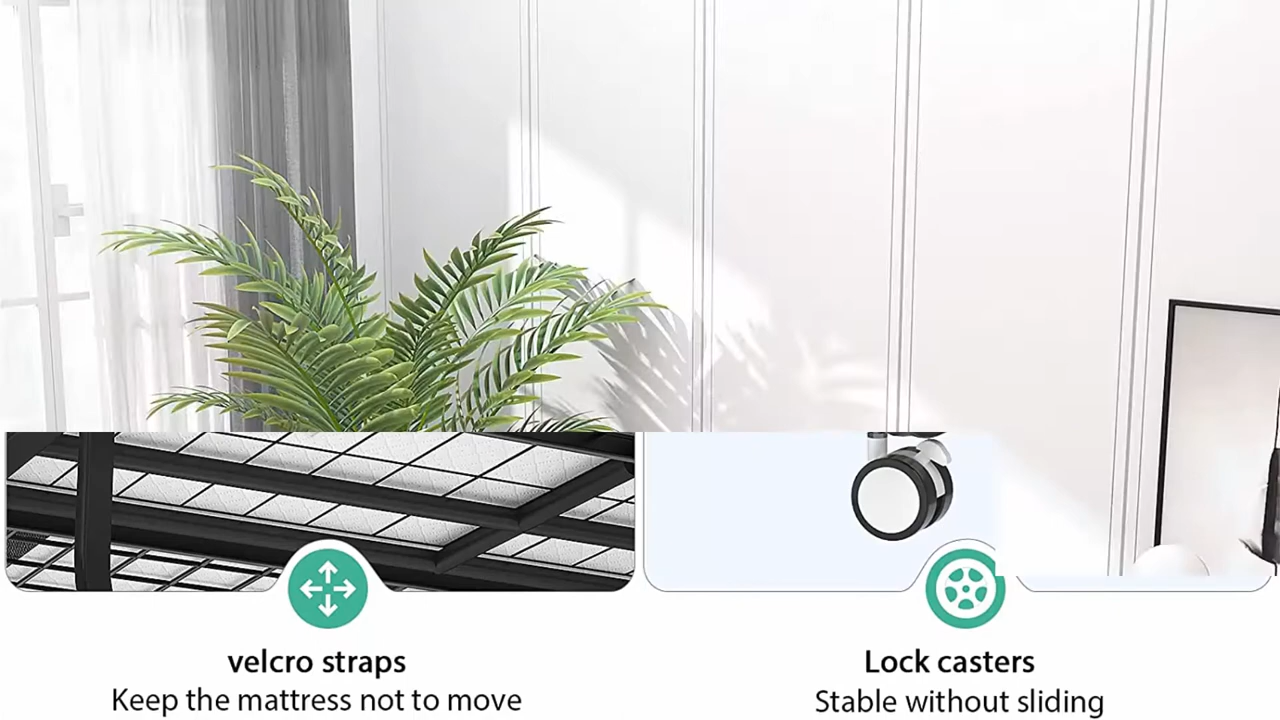 velcro straps
Keep the mattress not to move
Lock casters
Stable without sliding